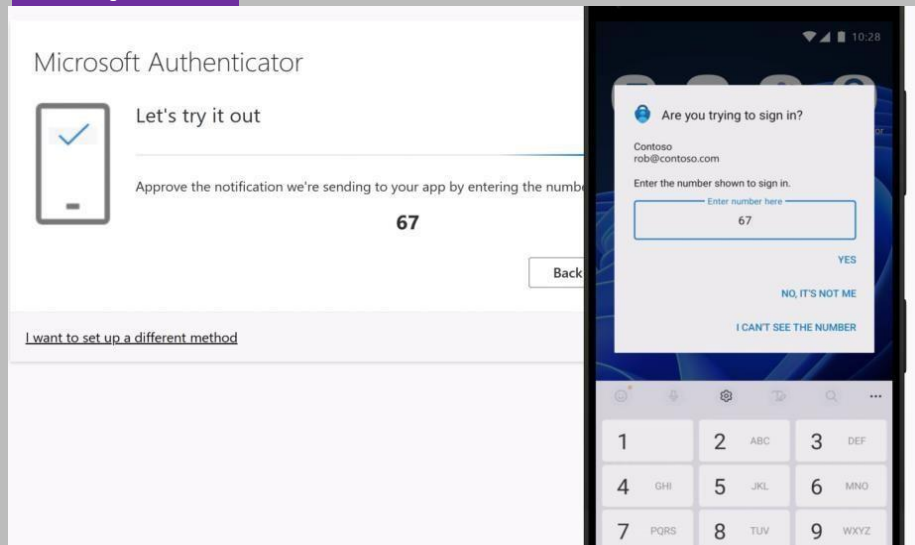 Microsoft Authenticator
Let's try it out
Approve the notification we're sending to your app by entering the
67
Back
I want to set up a different method
10:28
Are you trying to sign in?
Contoso
rob@contoso.com
Enter the number shown to sign in.
Enter number here
67
YES
NO, IT'S NOT ME
I CAN'T SEE THE NUMBER
1
2 ABC
3 DEF
4 GHI
5 JKL
6 MNO
7 PQRS
8 TUV
9 WXYZ